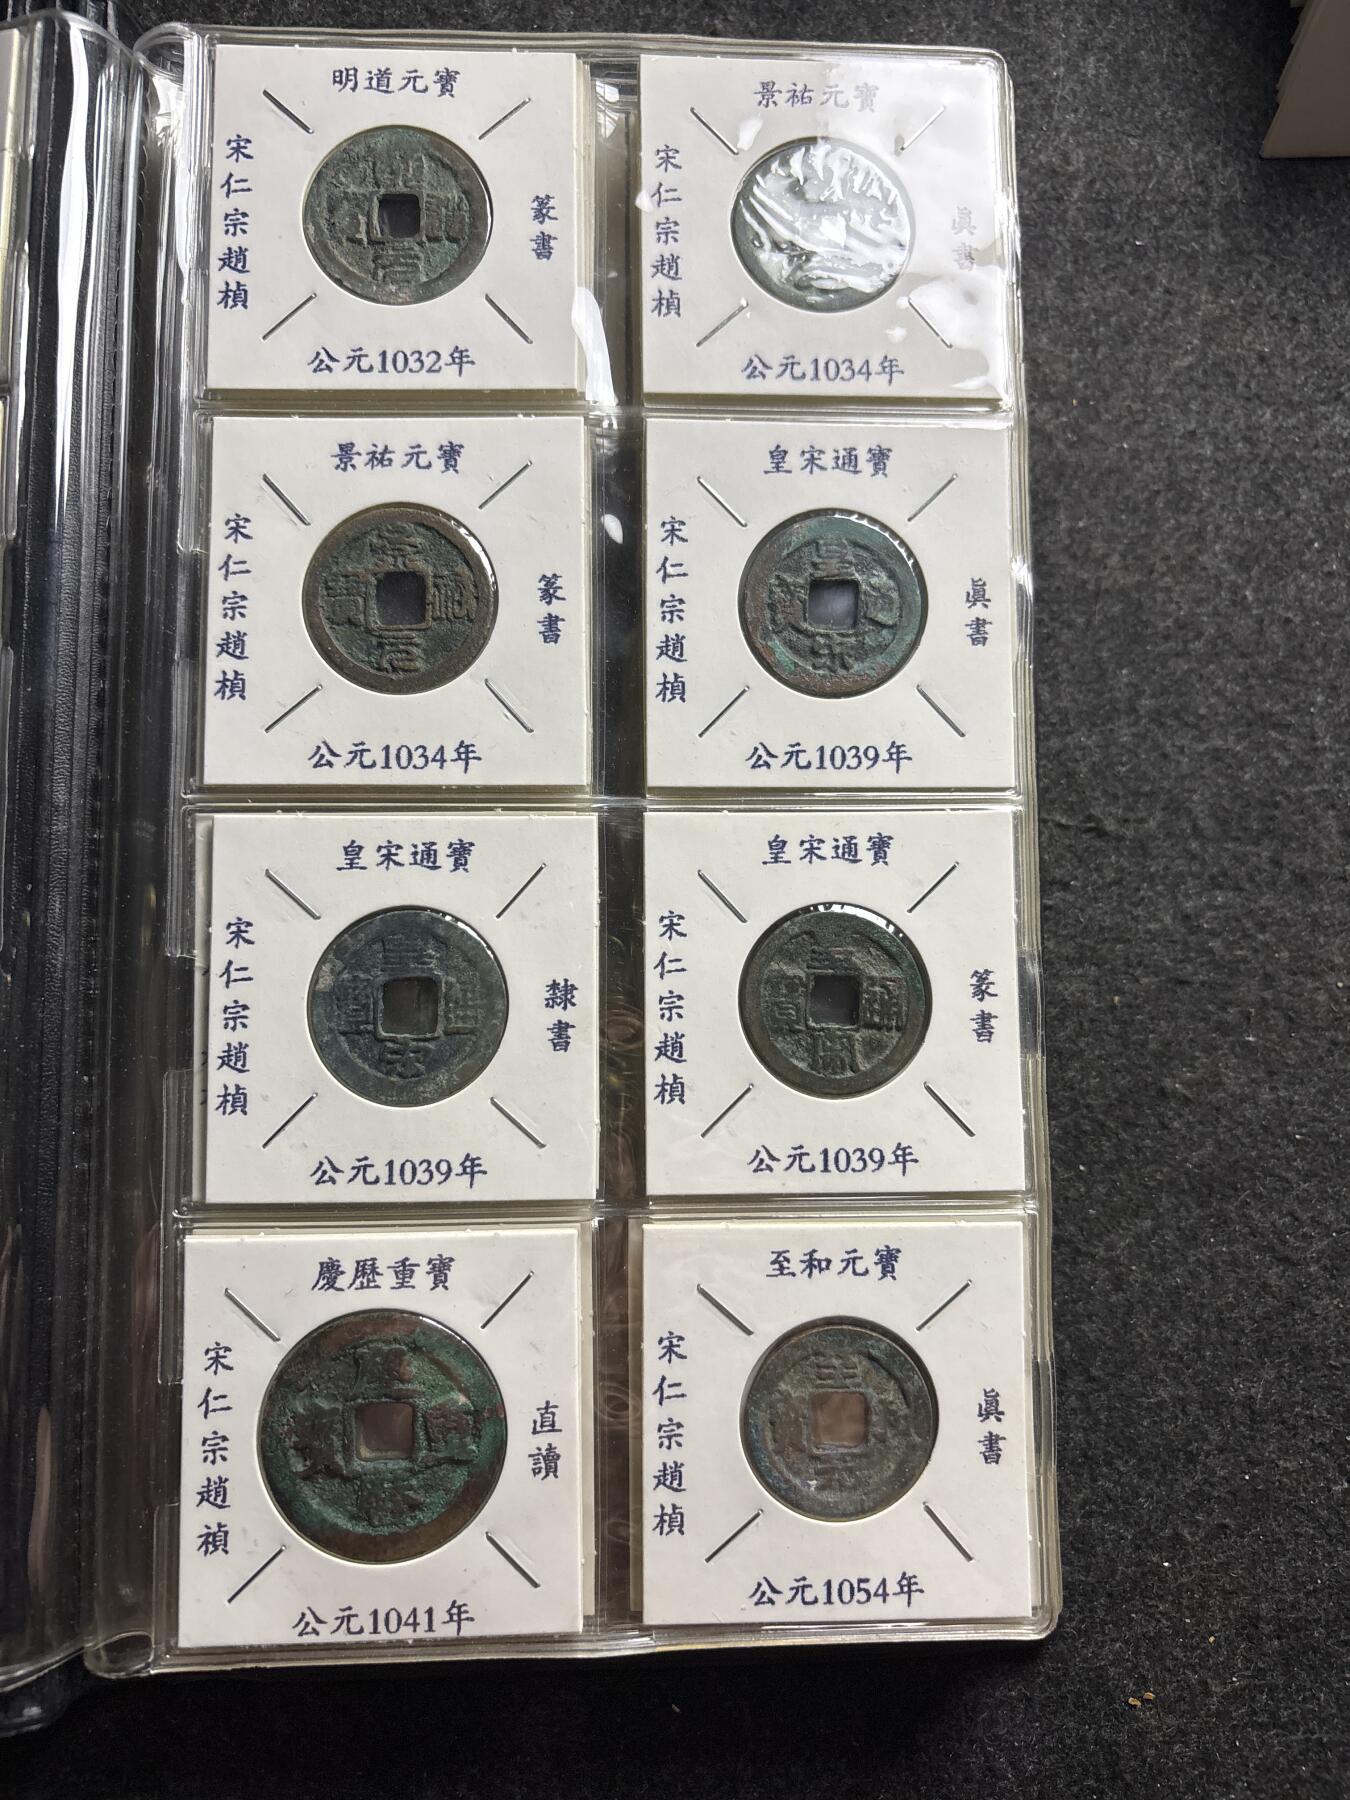 明道元寶
宋仁宗趙楨
篆書
公元1032年
景祐元寶
宋仁宗趙楨
眞書
公元1034年
景祐元寶
宋仁宗趙楨
篆書
公元1034年
皇宋通寶
宋仁宗趙楨
眞書
公元1039年
皇宋通寶
宋仁宗趙楨
隸書
公元1039年
皇宋通寶
宋仁宗趙楨
篆書
公元1039年
慶歷重寶
宋仁宗趙禎
直讀
公元1041年
至和元寶
宋仁宗趙楨
眞書
公元1054年